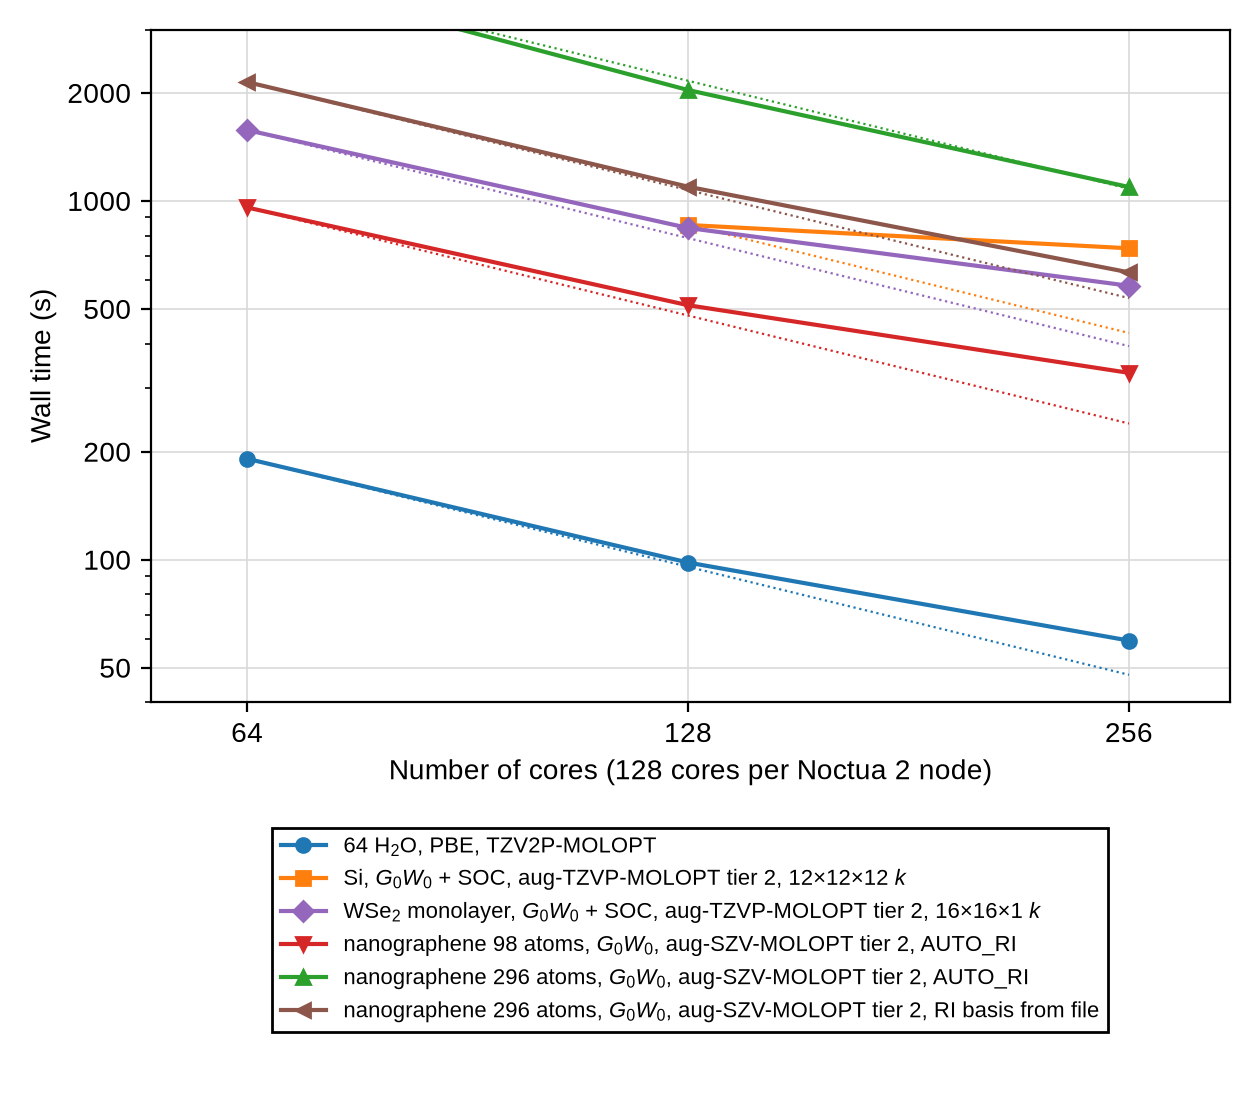 2000
1000
500
200
100
50
Wall time (s)
64 128 256
Number of cores (128 cores per Noctua 2 node)
64 H₂O, PBE, TZV2P-MOLOPT
Si, G₀W₀ + SOC, aug-TZVP-MOLOPT tier 2, 12×12×12 k
WSe₂ monolayer, G₀W₀ + SOC, aug-TZVP-MOLOPT tier 2, 16×16×1 k
nanographene 98 atoms, G₀W₀, aug-SZV-MOLOPT tier 2, AUTO_RI
nanographene 296 atoms, G₀W₀, aug-SZV-MOLOPT tier 2, AUTO_RI
nanographene 296 atoms, G₀W₀, aug-SZV-MOLOPT tier 2, RI basis from file